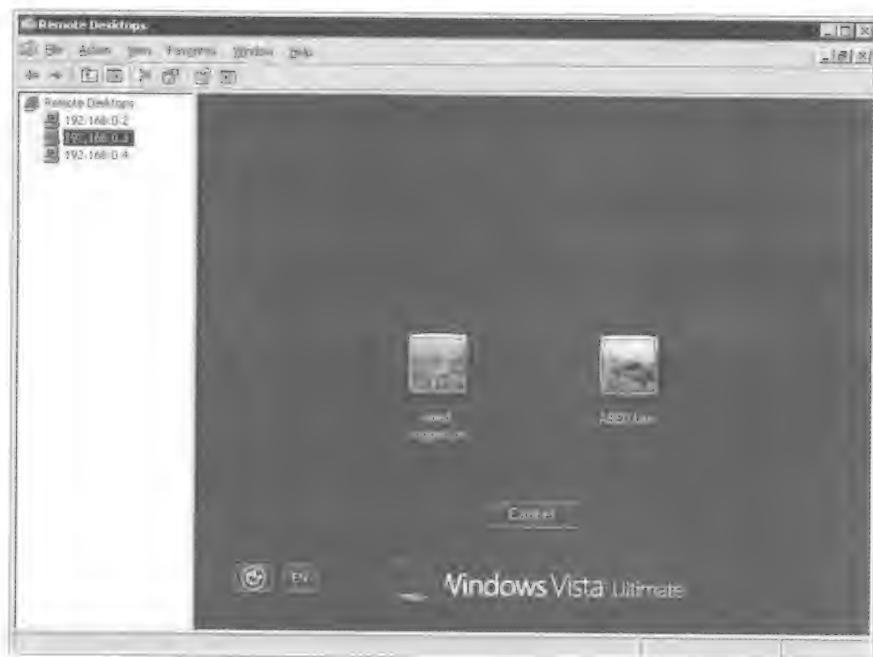 Remote Desktops
File Action View Favorites Window Help
Remote Desktops
192.168.0.2
192.168.0.3
192.168.0.4
Cancel
EN
Windows Vista Ultimate